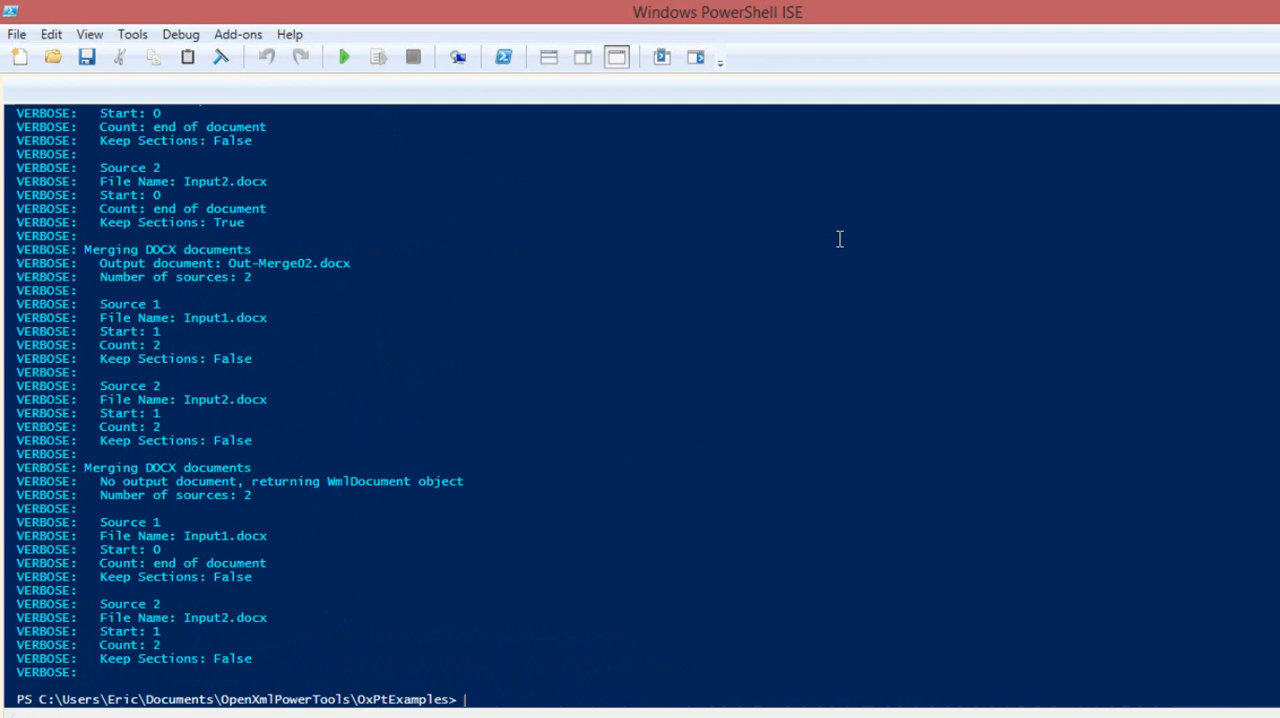 Windows PowerShell ISE
File Edit View Tools Debug Add-ons Help
VERBOSE: Start: 0
VERBOSE: Count: end of document
VERBOSE: Keep Sections: False
VERBOSE:
VERBOSE: Source 2
VERBOSE: File Name: Input2.docx
VERBOSE: Start: 0
VERBOSE: Count: end of document
VERBOSE: Keep Sections: True
VERBOSE:
VERBOSE: Merging DOCX documents
VERBOSE: Output document: Out-Merge02.docx
VERBOSE: Number of sources: 2
VERBOSE:
VERBOSE: Source 1
VERBOSE: File Name: Input1.docx
VERBOSE: Start: 1
VERBOSE: Count: 2
VERBOSE: Keep Sections: False
VERBOSE:
VERBOSE: Source 2
VERBOSE: File Name: Input2.docx
VERBOSE: Start: 1
VERBOSE: Count: 2
VERBOSE: Keep Sections: False
VERBOSE:
VERBOSE: Merging DOCX documents
VERBOSE: No output document, returning WmlDocument object
VERBOSE: Number of sources: 2
VERBOSE:
VERBOSE: Source 1
VERBOSE: File Name: Input1.docx
VERBOSE: Start: 0
VERBOSE: Count: end of document
VERBOSE: Keep Sections: False
VERBOSE:
VERBOSE: Source 2
VERBOSE: File Name: Input2.docx
VERBOSE: Start: 1
VERBOSE: Count: 2
VERBOSE: Keep Sections: False
VERBOSE:
PS C:\Users\Eric\Documents\OpenXmlPowerTools\OxPtExamples>